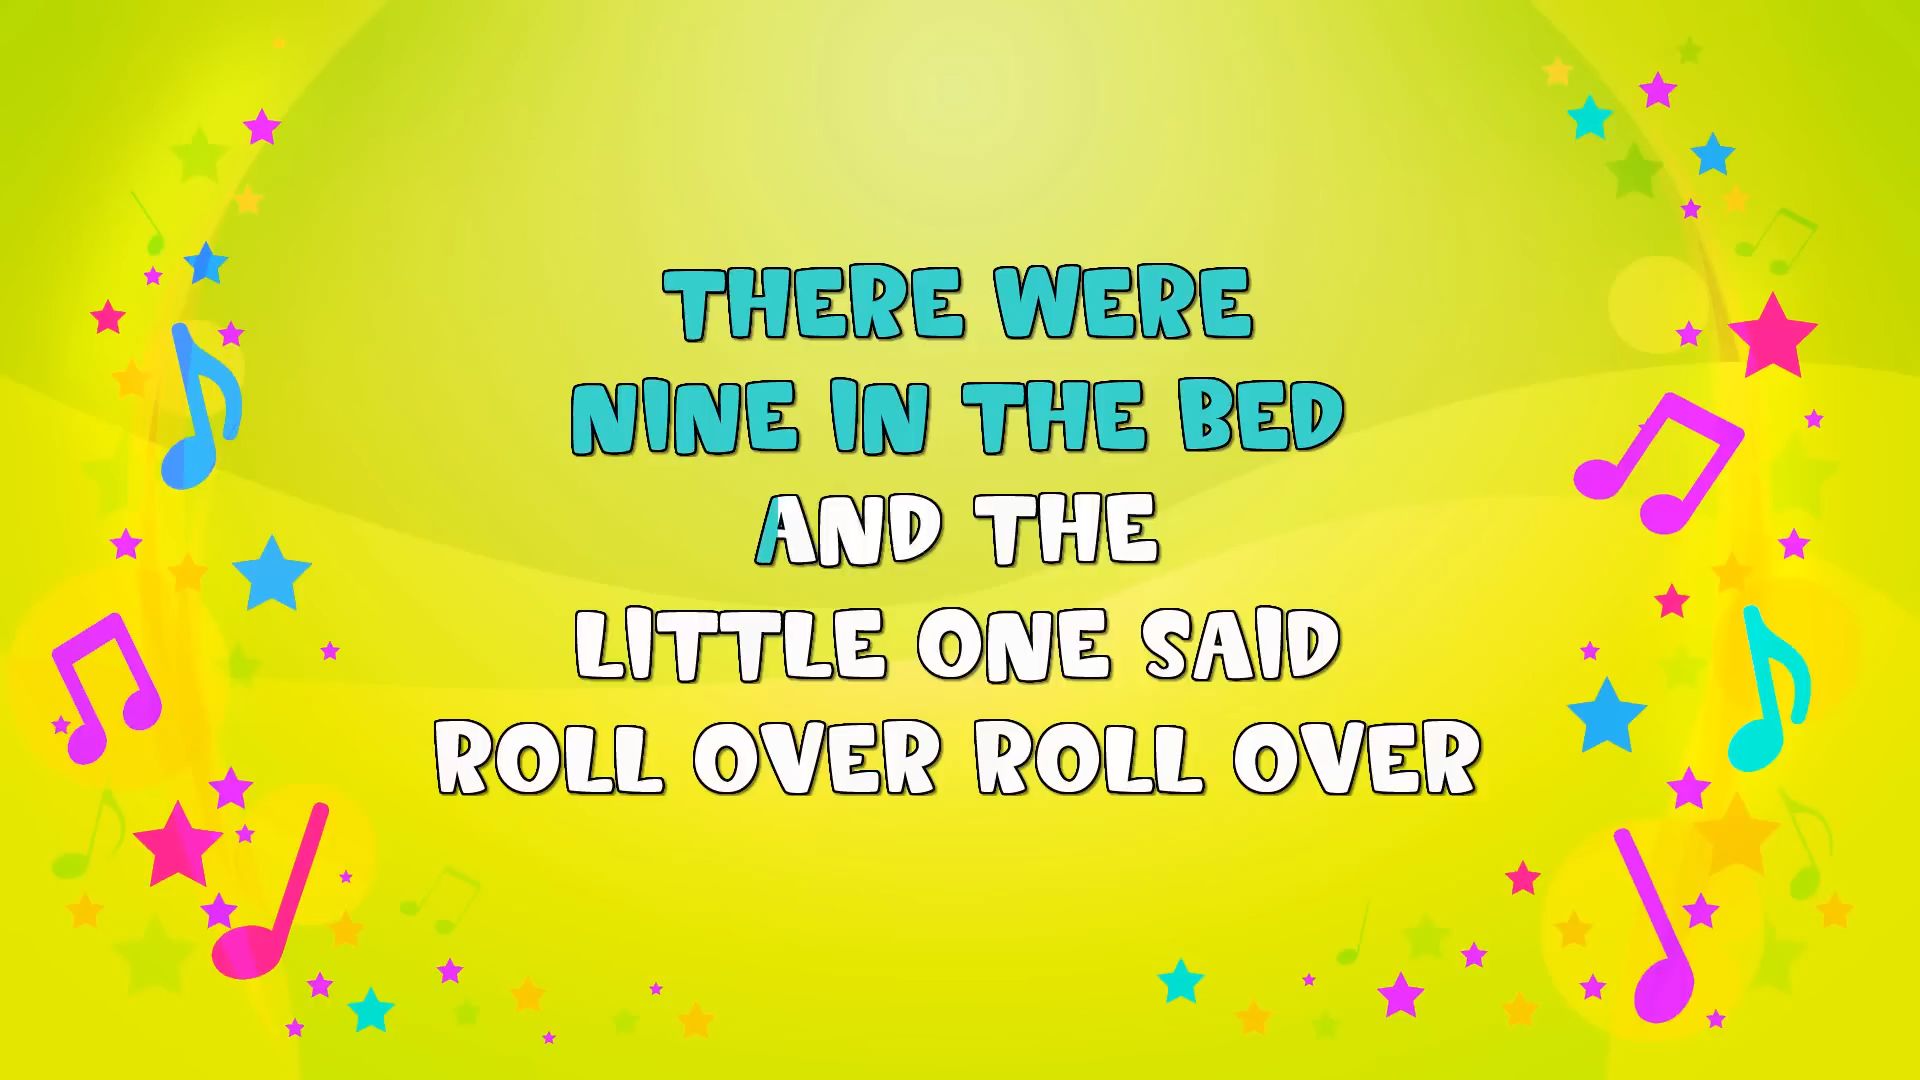 THERE WERE
NINE IN THE BED
AND THE
LITTLE ONE SAID
ROLL OVER ROLL OVER